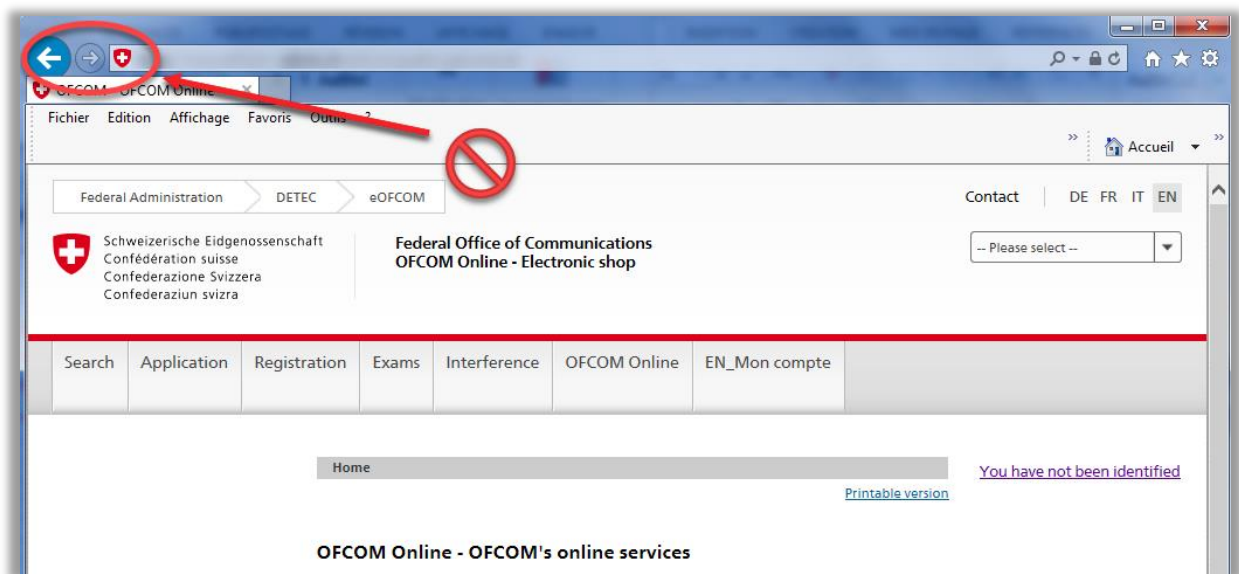 OFCOM - OFCOM Online
Fichier Edition Affichage Favoris Outils ?
Accueil
Federal Administration DETEC eOFCOM
Contact DE FR IT EN
Schweizerische Eidgenossenschaft
Confédération suisse
Confederazione Svizzera
Confederaziun svizra
Federal Office of Communications
OFCOM Online - Electronic shop
-- Please select --
Search Application Registration Exams Interference OFCOM Online EN_Mon compte
Home
You have not been identified
Printable version
OFCOM Online - OFCOM's online services